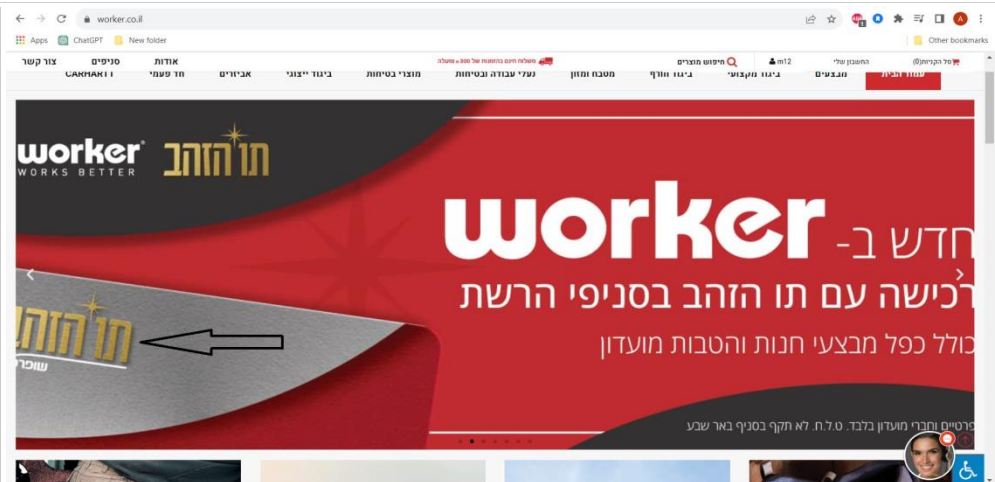 worker.co.il
Apps
ChatGPT
New folder
Other bookmarks
סל הקניות(0)
החשבון שלי
m12
חיפוש מוצרים
משלוח חינם בהזמנות של 300 ₪ ומעלה
אודות
סניפים
צור קשר
עמוד הבית
מבצעים
ביגוד מקצועי
ביגוד חורף
מטבח ומזון
נעלי עבודה ובטיחות
מוצרי בטיחות
ביגוד ייצוגי
אביזרים
חד פעמי
CARHARTT
worker
WORKS BETTER
תו הזהב
חדש ב- worker
רכישה עם תו הזהב בסניפי הרשת
כולל כפל מבצעי חנות והטבות מועדון
תו הזהב
שופר
פרטיים וחברי מועדון בלבד. ט.ל.ח. לא תקף בסניף באר שבע